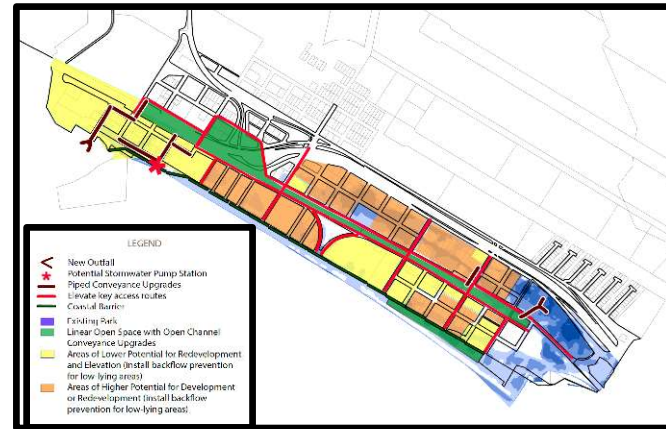 LEGEND
New Outfall
Potential Stormwater Pump Station
Piped Conveyance Upgrades
Elevate key access routes
Coastal Barrier
Existing Park
Linear Open Space with Open Channel
Conveyance Upgrades
Areas of Lower Potential for Redevelopment
and Elevation (install backflow prevention
for low-lying areas)
Areas of Higher Potential for Development
or Redevelopment (install backflow
prevention for low-lying areas)